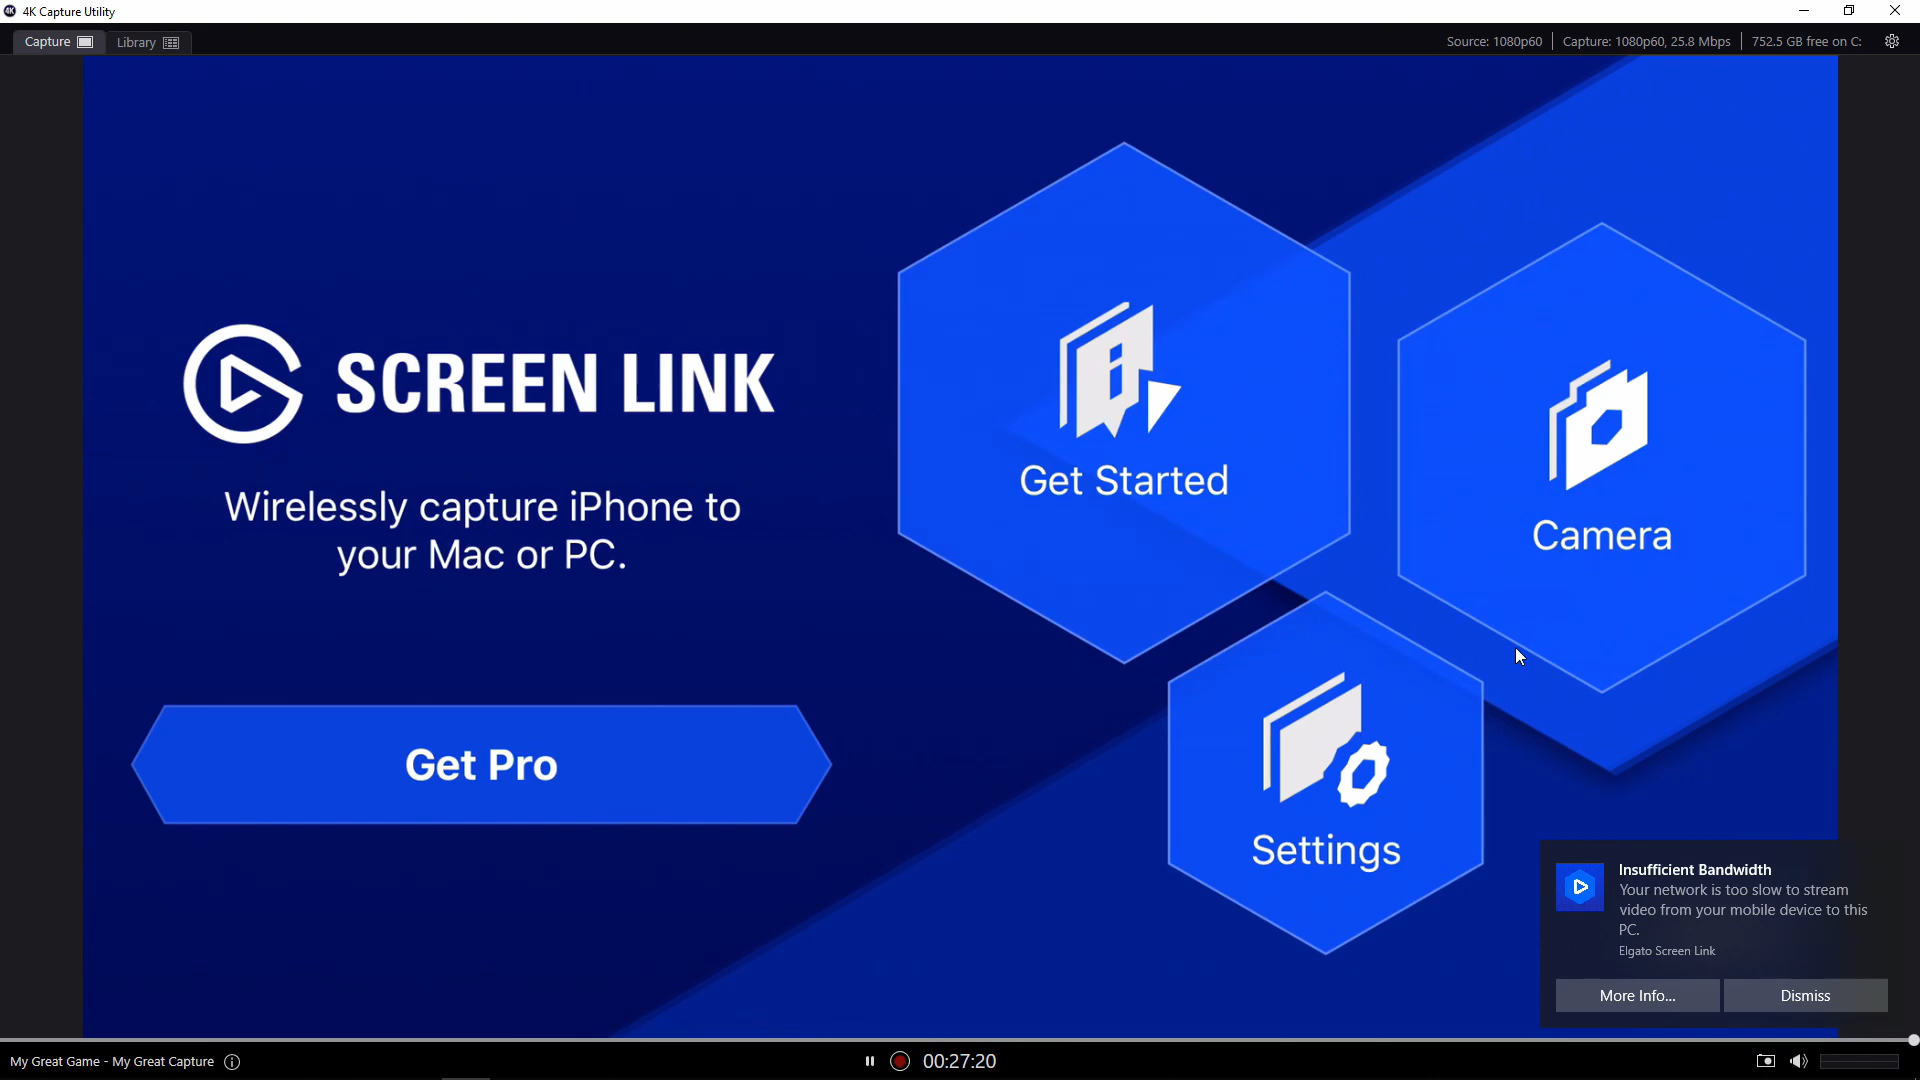 4K Capture Utility
Capture
Library
Source: 1080p60
Capture: 1080p60, 25.8 Mbps
752.5 GB free on C:
SCREEN LINK
Wirelessly capture iPhone to
your Mac or PC.
Get Pro
Get Started
Camera
Settings
Insufficient Bandwidth
Your network is too slow to stream
video from your mobile device to this
PC.
Elgato Screen Link
More Info...
Dismiss
My Great Game - My Great Capture
00:27:20